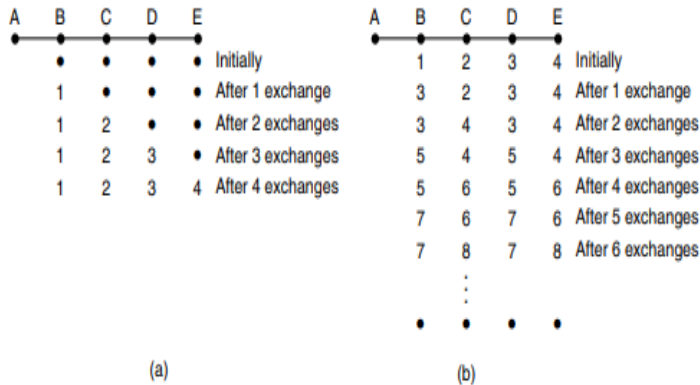 A B C D E
• • • • Initially
1 • • • After 1 exchange
1 2 • • After 2 exchanges
1 2 3 • After 3 exchanges
1 2 3 4 After 4 exchanges
(a)
A B C D E
1 2 3 4 Initially
3 2 3 4 After 1 exchange
3 4 3 4 After 2 exchanges
5 4 5 4 After 3 exchanges
5 6 5 6 After 4 exchanges
7 6 7 6 After 5 exchanges
7 8 7 8 After 6 exchanges
⋮
• • • •
(b)